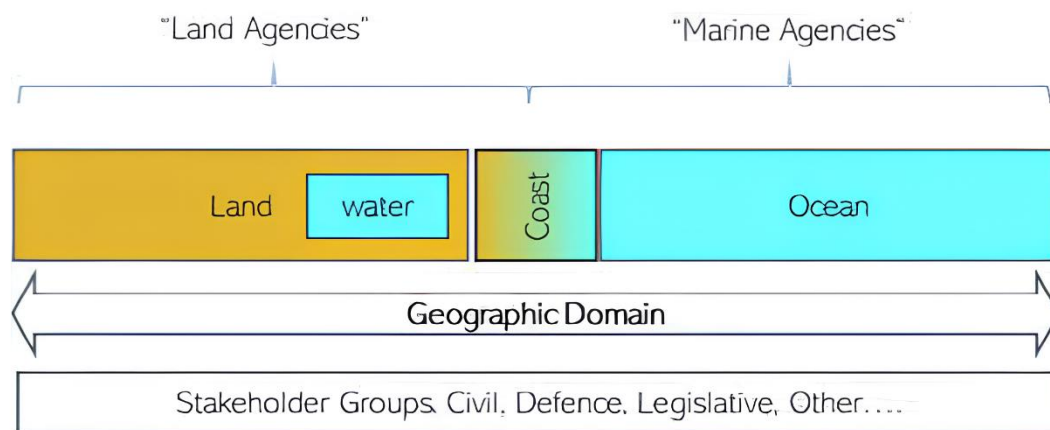 "Land Agencies"
"Marine Agencies"
Land
water
Coast
Ocean
Geographic Domain
Stakeholder Groups. Civil, Defence, Legislative, Other....